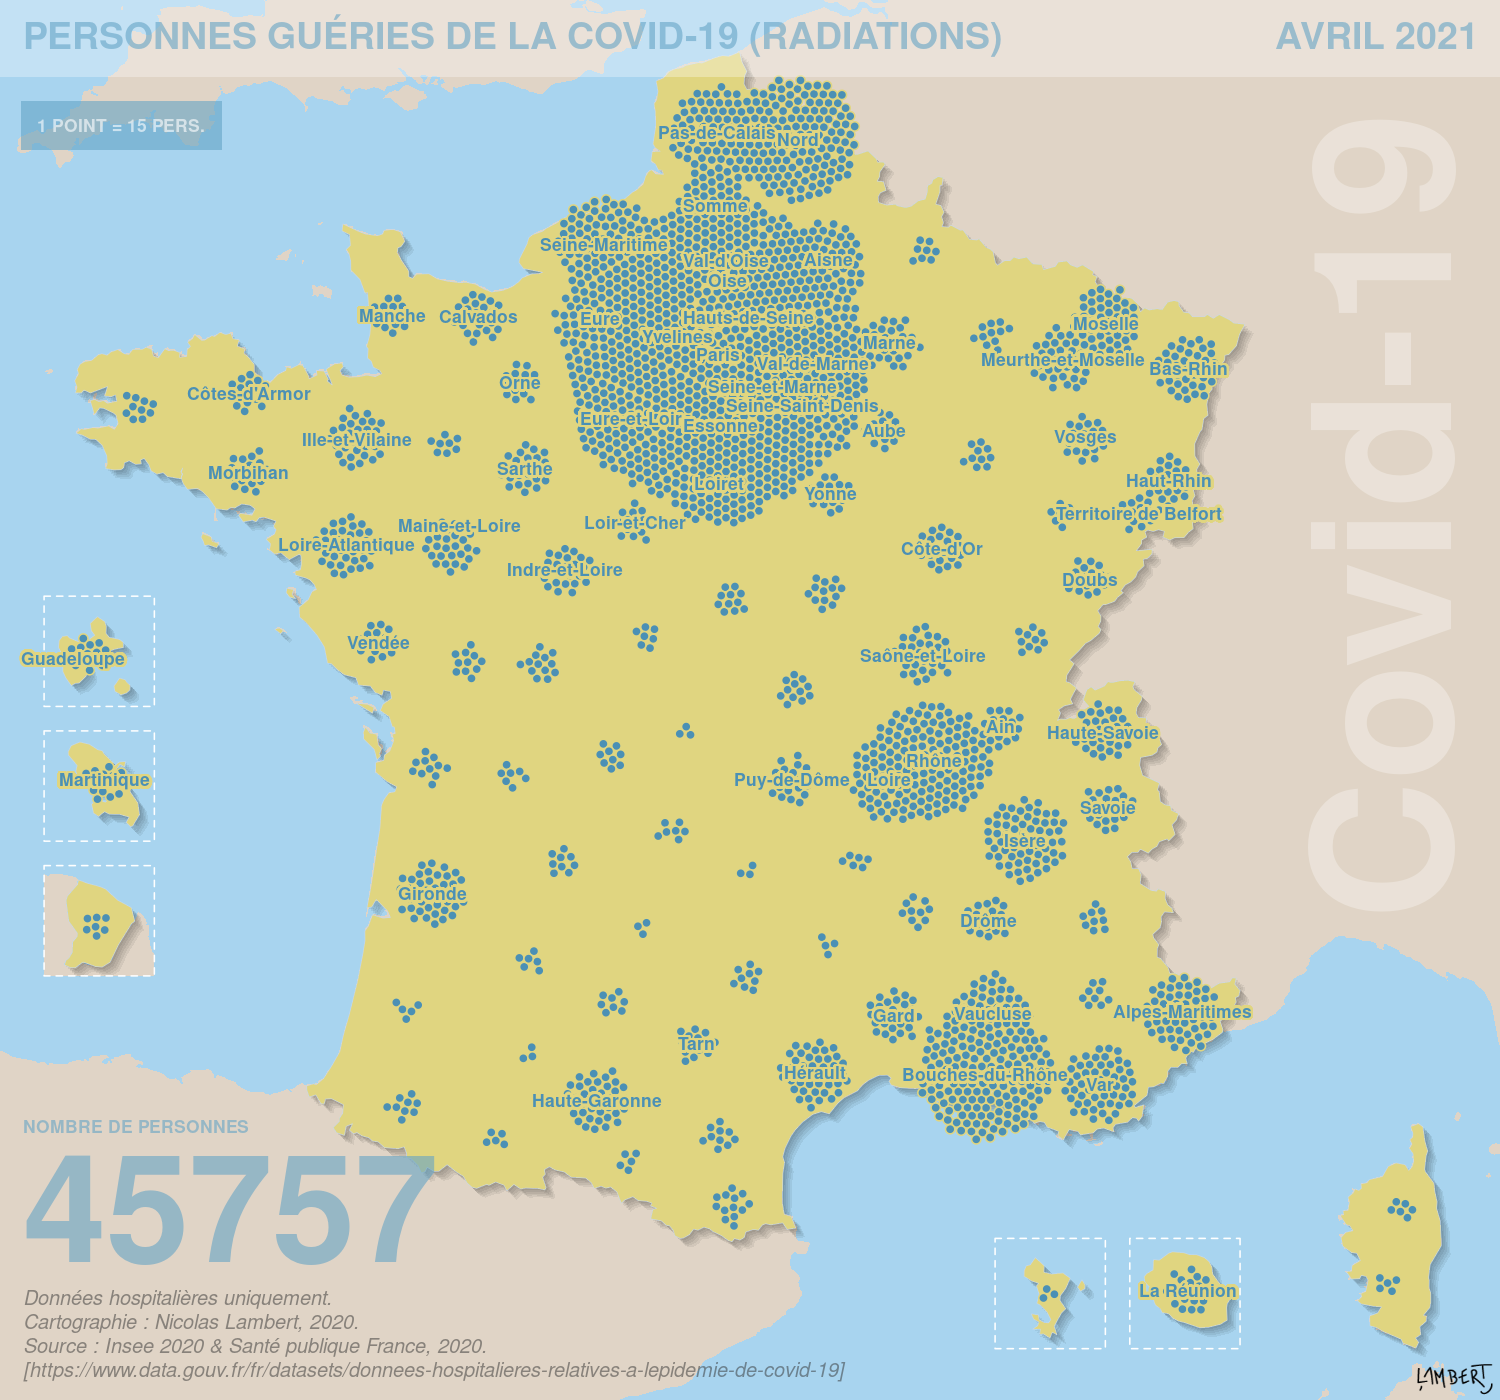 PERSONNES GUÉRIES DE LA COVID-19 (RADIATIONS)
AVRIL 2021
1 POINT = 15 PERS.
Covid-19
Pas-de-Calais
Nord
Somme
Seine-Maritime
Val-d'Oise
Aisne
Oise
Manche
Calvados
Eure
Hauts-de-Seine
Moselle
Yvelines
Marne
Paris
Val-de-Marne
Meurthe-et-Moselle
Bas-Rhin
Orne
Seine-et-Marne
Côtes-d'Armor
Seine-Saint-Denis
Eure-et-Loir
Essonne
Aube
Ille-et-Vilaine
Vosges
Morbihan
Sarthe
Haut-Rhin
Loiret
Yonne
Territoire de Belfort
Maine-et-Loire
Loir-et-Cher
Loire-Atlantique
Côte-d'Or
Indre-et-Loire
Doubs
Vendée
Saône-et-Loire
Guadeloupe
Ain
Haute-Savoie
Rhône
Martinique
Puy-de-Dôme
Loire
Savoie
Isère
Gironde
Drôme
Gard
Vaucluse
Alpes-Maritimes
Tarn
Hérault
Bouches-du-Rhône
Var
Haute-Garonne
La Réunion
NOMBRE DE PERSONNES
45757
Données hospitalières uniquement.
Cartographie : Nicolas Lambert, 2020.
Source : Insee 2020 & Santé publique France, 2020.
[https://www.data.gouv.fr/fr/datasets/donnees-hospitalieres-relatives-a-lepidemie-de-covid-19]
LAMBERT